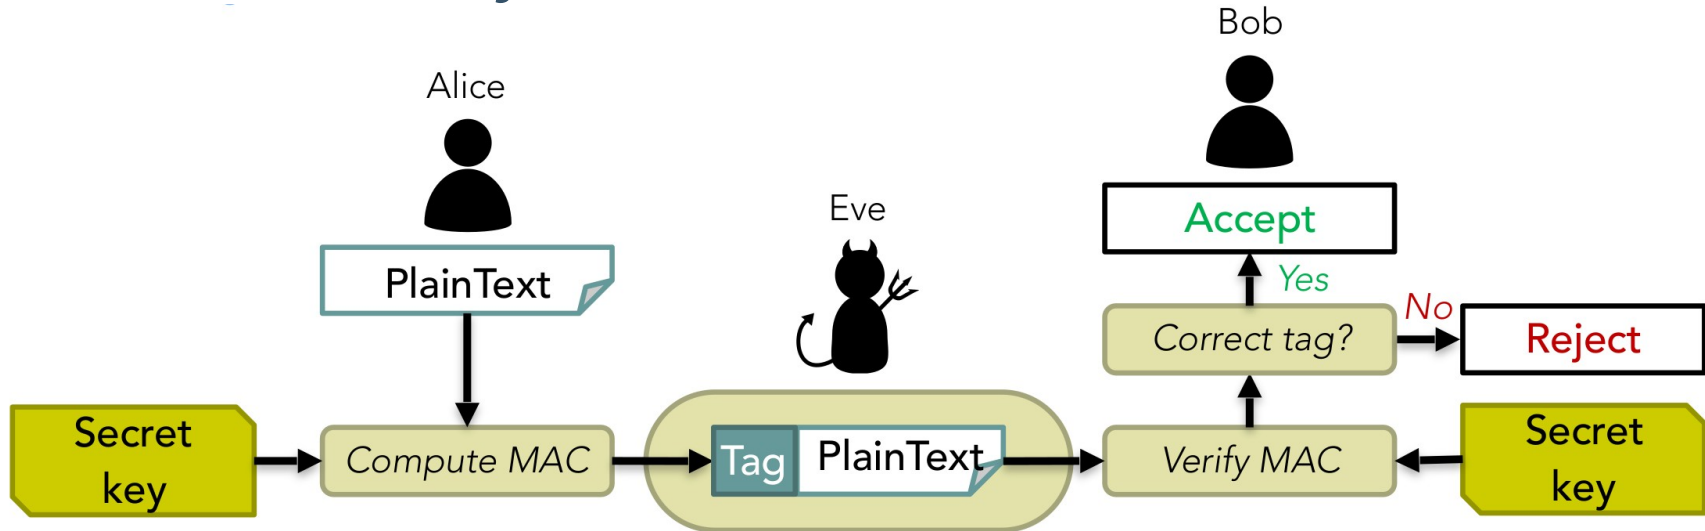 Bob
Alice
Eve
Accept
PlainText
Yes
No
Correct tag?
Reject
Secret
key
Compute MAC
Tag
PlainText
Verify MAC
Secret
key